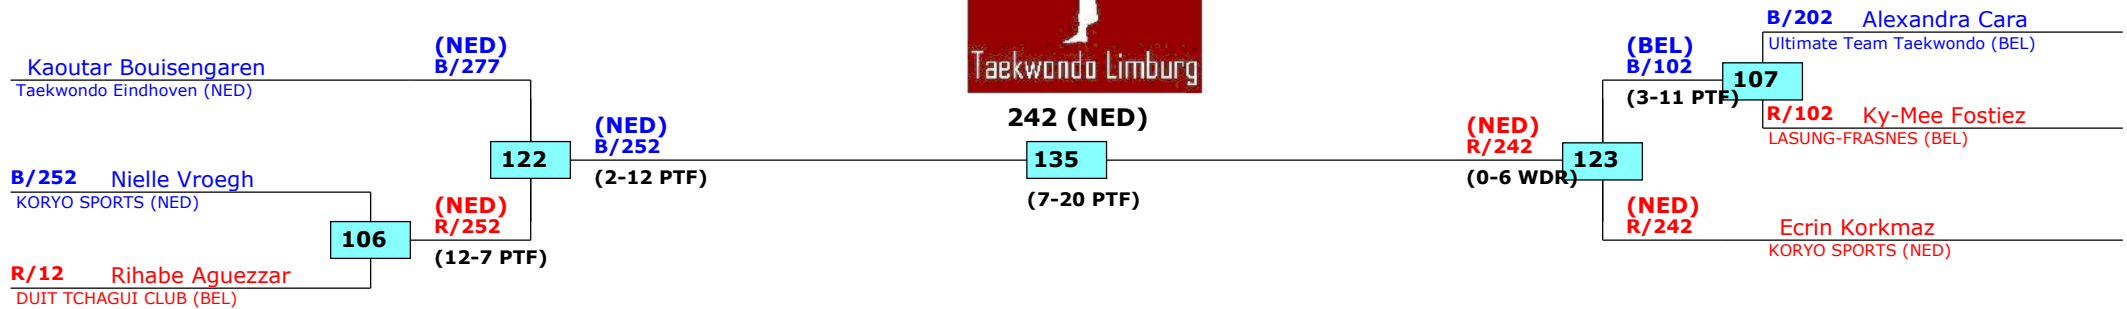 Kaoutar Bouisengaren
Taekwondo Eindhoven (NED)
(NED)
B/277
B/252 Nielle Vroegh
KORYO SPORTS (NED)
R/12 Rihabe Aguezzar
DUIT TCHAGUI CLUB (BEL)
106
(NED)
R/252
(12-7 PTF)
122
(NED)
B/252
(2-12 PTF)
Taekwondo Limburg
242 (NED)
135
(7-20 PTF)
(NED)
R/242
(0-6 WDR)
123
(BEL)
B/102
(3-11 PTF)
107
B/202 Alexandra Cara
Ultimate Team Taekwondo (BEL)
R/102 Ky-Mee Fostiez
LASUNG-FRASNES (BEL)
(NED)
R/242
Ecrin Korkmaz
KORYO SPORTS (NED)